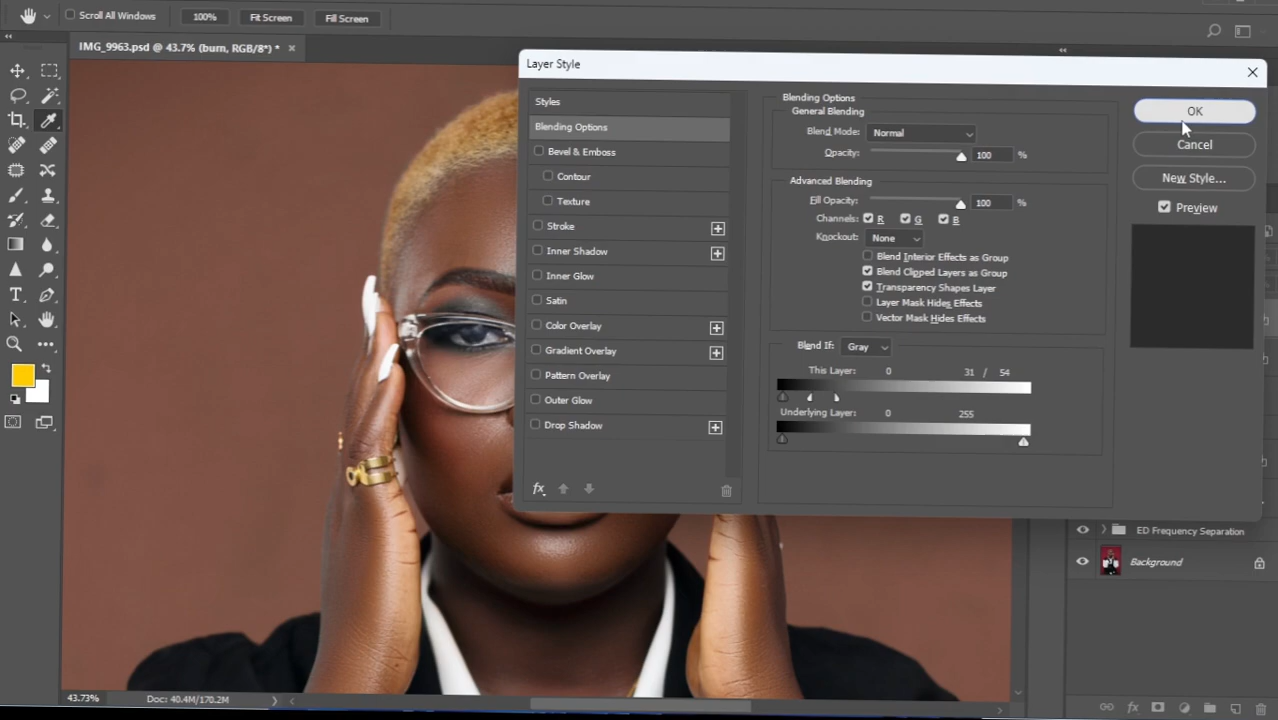 Scroll All Windows 100% Fit Screen Fill Screen
IMG_9963.psd @ 43.7% (burn, RGB/8*) * ×
Layer Style
Styles
Blending Options
Bevel & Emboss
Contour
Texture
Stroke
Inner Shadow
Inner Glow
Satin
Color Overlay
Gradient Overlay
Pattern Overlay
Outer Glow
Drop Shadow
fx
Blending Options
General Blending
Blend Mode: Normal
Opacity: 100 %
Advanced Blending
Fill Opacity: 100 %
Channels: R G B
Knockout: None
Blend Interior Effects as Group
Blend Clipped Layers as Group
Transparency Shapes Layer
Layer Mask Hides Effects
Vector Mask Hides Effects
Blend If: Gray
This Layer: 0 31 / 54
Underlying Layer: 0 255
OK
Cancel
New Style...
Preview
ED Frequency Separation
Background
fx
43.73% Doc: 40.4M/170.2M